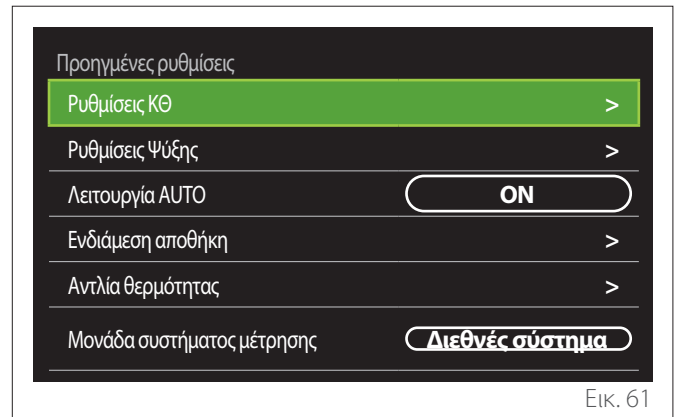 Προηγμένες ρυθμίσεις
Ρυθμίσεις ΚΘ >
Ρυθμίσεις Ψύξης >
Λειτουργία AUTO ON
Ενδιάμεση αποθήκη >
Αντλία θερμότητας >
Μονάδα συστήματος μέτρησης Διεθνές σύστημα
Εικ. 61